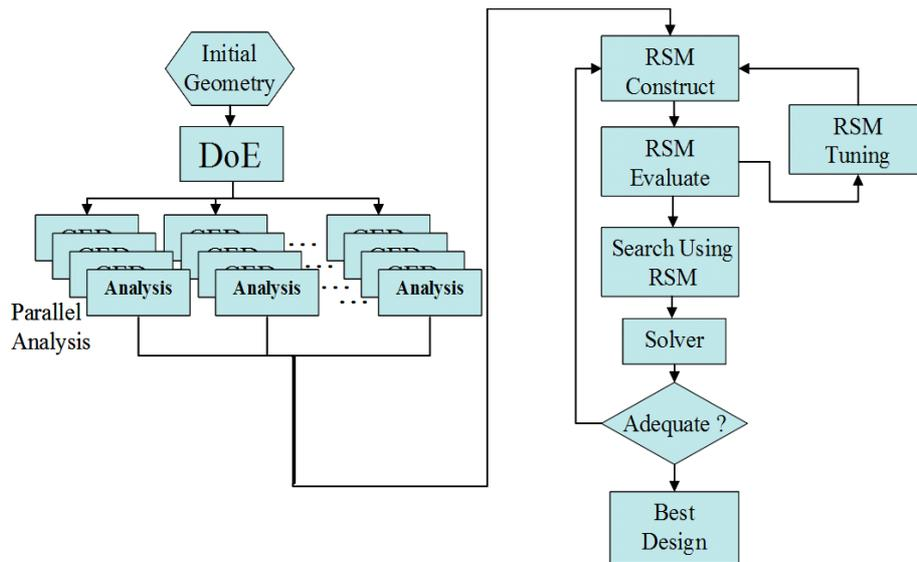 Initial
Geometry
DoE
Analysis
Analysis
Analysis
Parallel
Analysis
RSM
Construct
RSM
Evaluate
RSM
Tuning
Search Using
RSM
Solver
Adequate ?
Best
Design